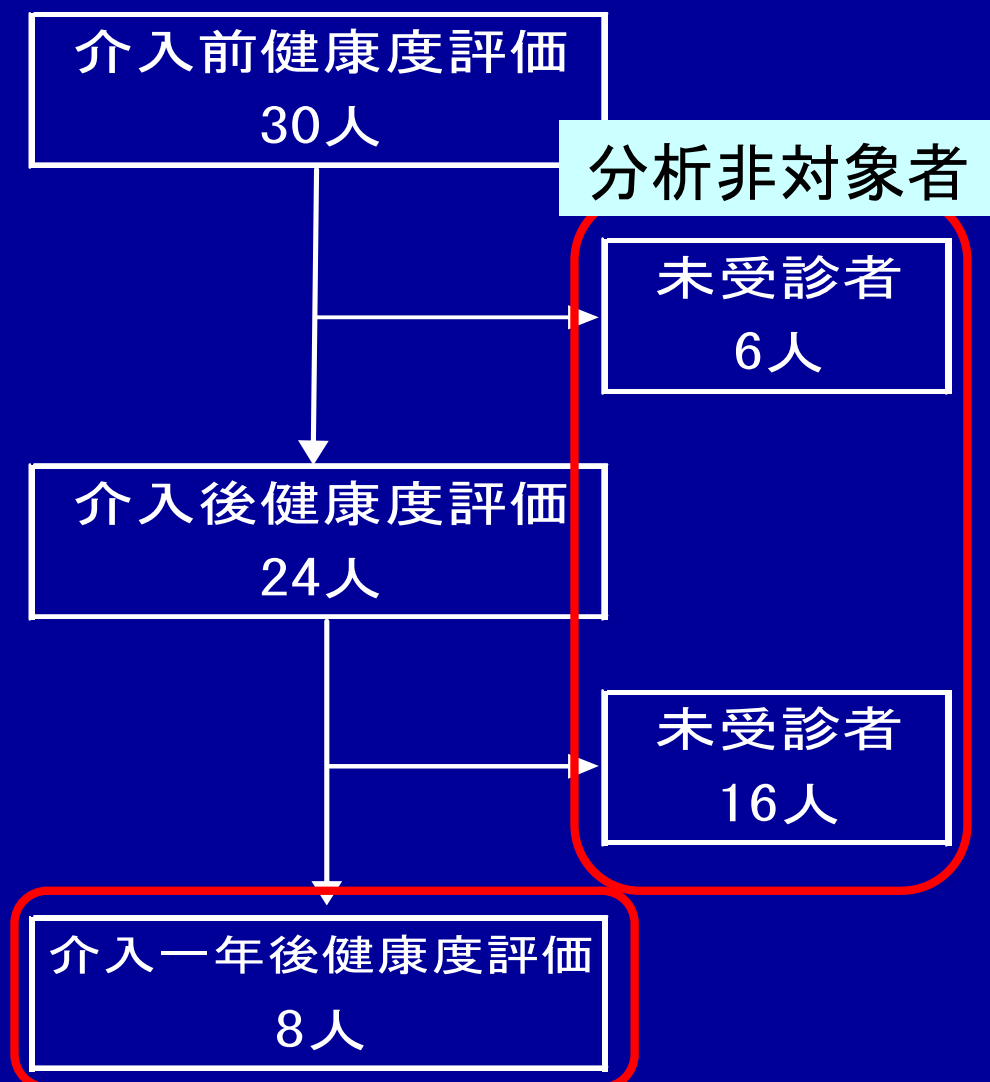 介入前健康度評価
30人
分析非対象者
未受診者
6人
介入後健康度評価
24人
未受診者
16人
介入一年後健康度評価
8人